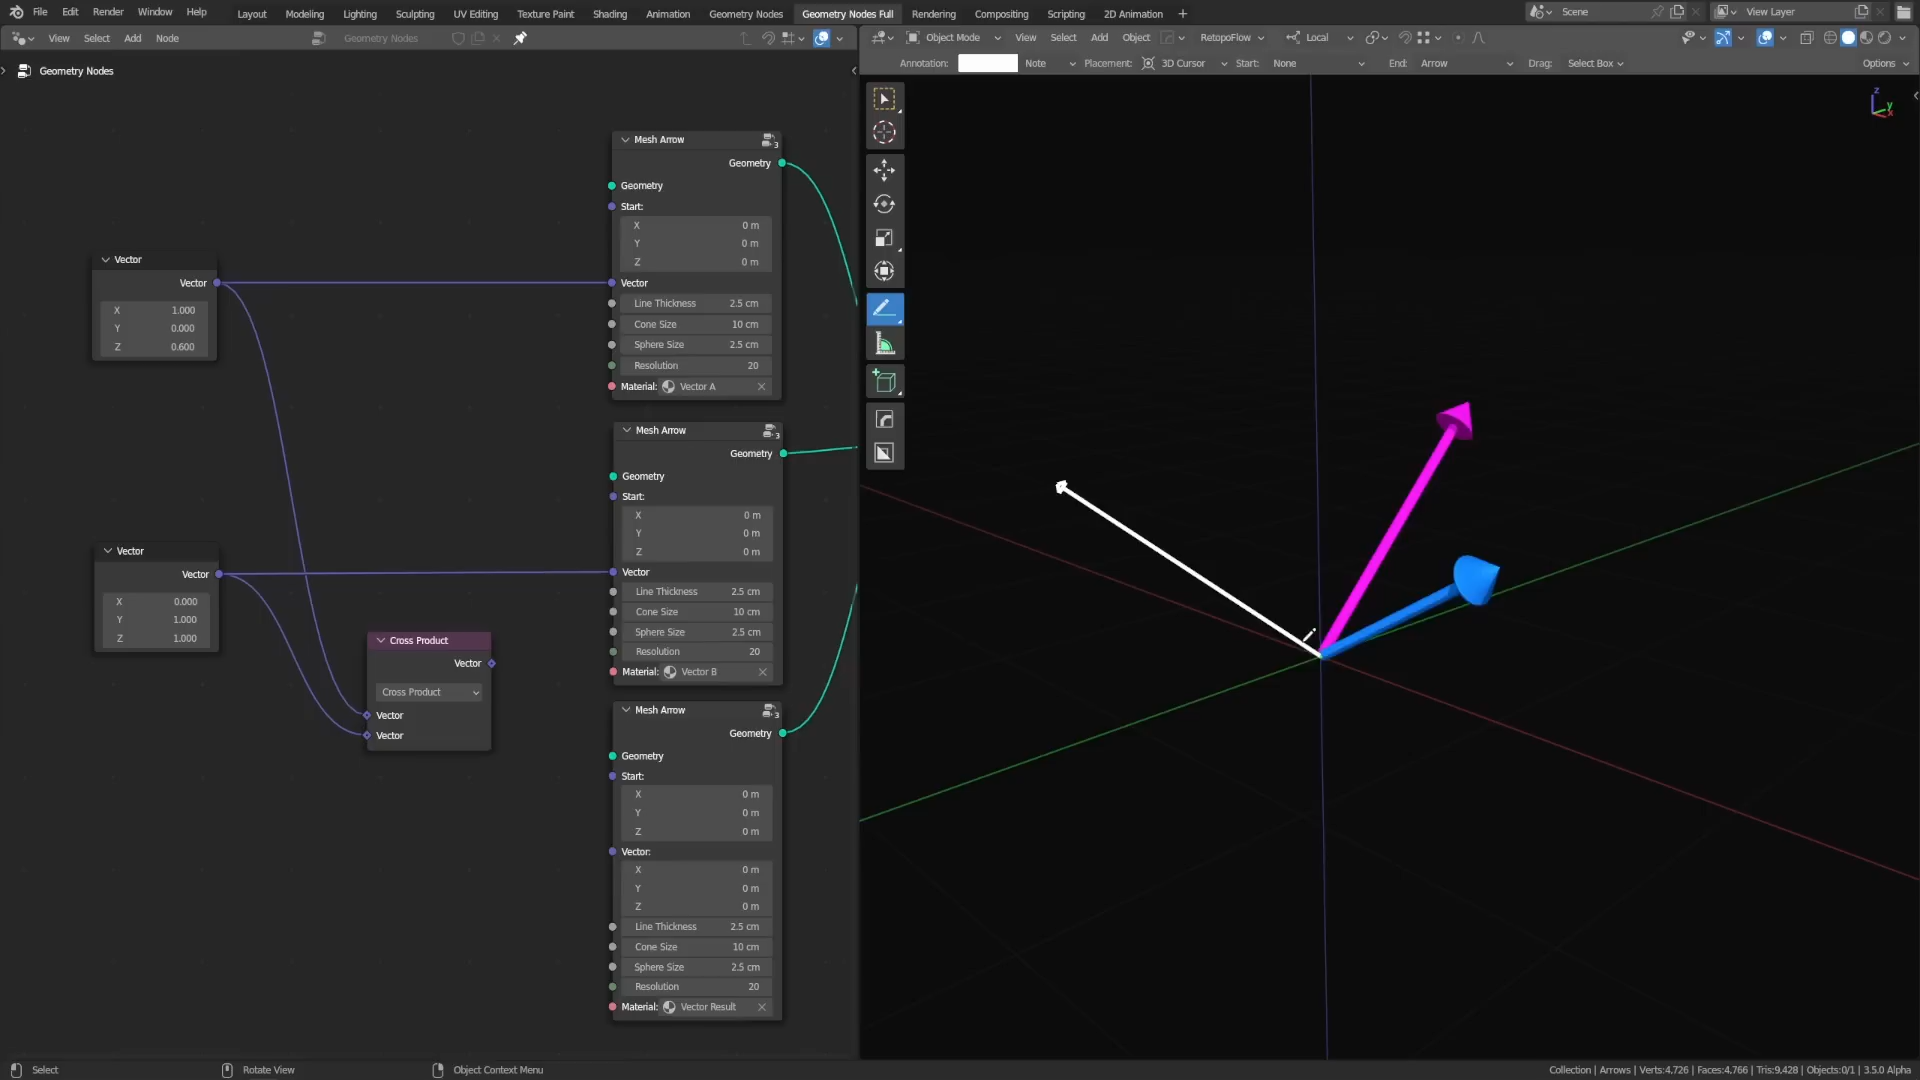 File Edit Render Window Help
Layout Modeling Lighting Sculpting UV Editing Texture Paint Shading Animation Geometry Nodes Geometry Nodes Full Rendering Compositing Scripting 2D Animation +
Scene
View Layer
View Select Add Node
Geometry Nodes
Object Mode View Select Add Object RetopoFlow Local
Annotation: Note Placement: 3D Cursor Start: None End: Arrow Drag: Select Box Options
Geometry Nodes
Mesh Arrow
3
Geometry
Geometry
Start:
X 0 m
Y 0 m
Z 0 m
Vector
Line Thickness 2.5 cm
Cone Size 10 cm
Sphere Size 2.5 cm
Resolution 20
Material: Vector A
Vector
Vector
X 1.000
Y 0.000
Z 0.600
Mesh Arrow
3
Geometry
Geometry
Start:
X 0 m
Y 0 m
Z 0 m
Vector
Line Thickness 2.5 cm
Cone Size 10 cm
Sphere Size 2.5 cm
Resolution 20
Material: Vector B
Vector
Vector
X 0.000
Y 1.000
Z 1.000
Cross Product
Vector
Cross Product
Vector
Vector
Mesh Arrow
3
Geometry
Geometry
Start:
X 0 m
Y 0 m
Z 0 m
Vector:
X 0 m
Y 0 m
Z 0 m
Line Thickness 2.5 cm
Cone Size 10 cm
Sphere Size 2.5 cm
Resolution 20
Material: Vector Result
Z
Y
X
Select Rotate View Object Context Menu
Collection | Arrows | Verts:4,726 | Faces:4,766 | Tris:9,428 | Objects:0/1 | 3.5.0 Alpha